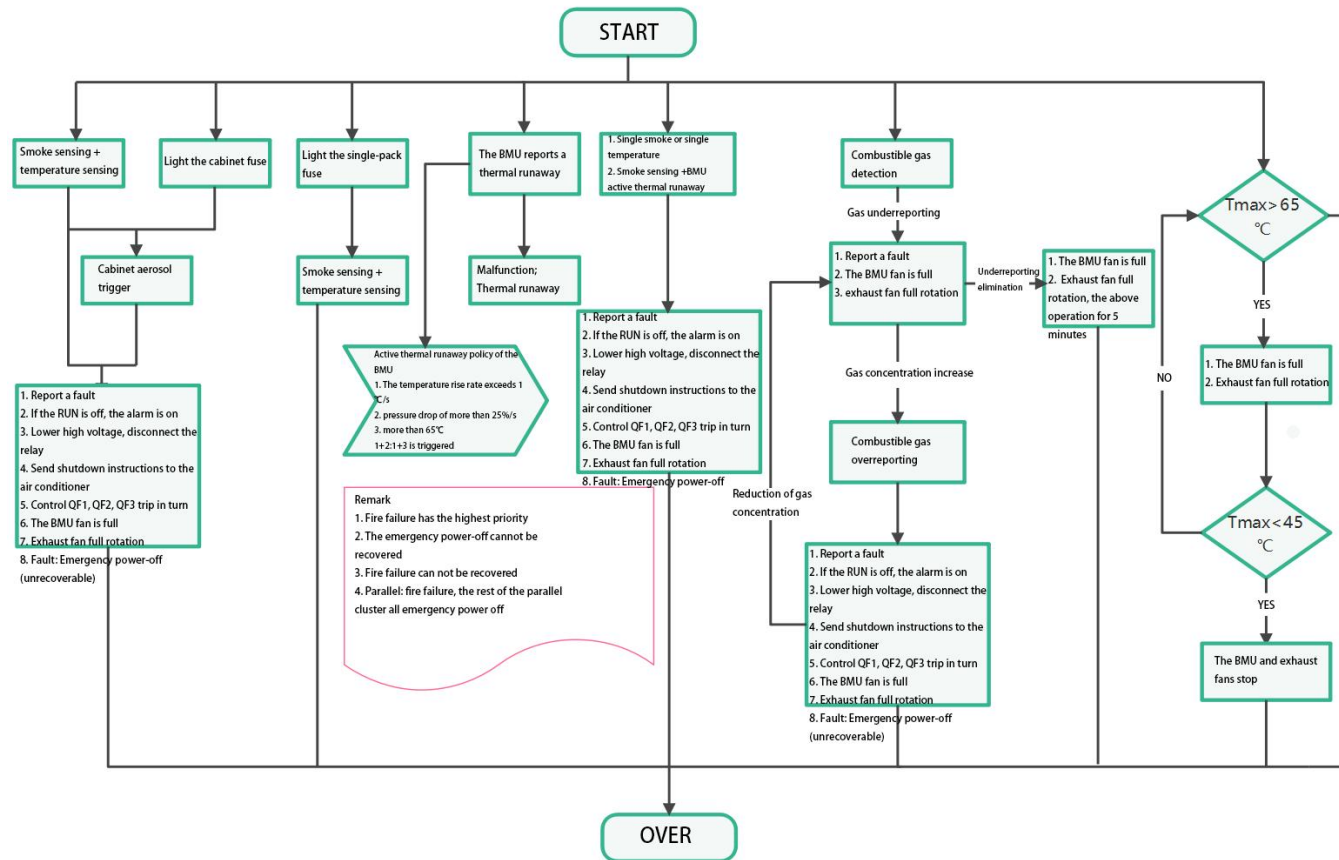 START
Smoke sensing +
temperature sensing
Light the cabinet fuse
Light the single-pack
fuse
The BMU reports a
thermal runaway
1. Single smoke or single
temperature
2. Smoke sensing +BMU
active thermal runaway
Combustible gas
detection
Tmax>65
℃
Gas underreporting
Cabinet aerosol
trigger
Smoke sensing +
temperature sensing
Malfunction;
Thermal runaway
1. Report a fault
2. The BMU fan is full
3. exhaust fan full rotation
Underreporting
elimination
1. The BMU fan is full
2. Exhaust fan full
rotation, the above
operation for 5
minutes
YES
Active thermal runaway policy of the
BMU
1. The temperature rise rate exceeds 1
℃/s
2. pressure drop of more than 25%/s
3. more than 65℃
1+2:1+3 is triggered
1. Report a fault
2. If the RUN is off, the alarm is on
3. Lower high voltage, disconnect the
relay
4. Send shutdown instructions to the
air conditioner
5. Control QF1, QF2, QF3 trip in turn
6. The BMU fan is full
7. Exhaust fan full rotation
8. Fault: Emergency power-off
Gas concentration increase
NO
1. The BMU fan is full
2. Exhaust fan full rotation
1. Report a fault
2. If the RUN is off, the alarm is on
3. Lower high voltage, disconnect the
relay
4. Send shutdown instructions to the
air conditioner
5. Control QF1, QF2, QF3 trip in turn
6. The BMU fan is full
7. Exhaust fan full rotation
8. Fault: Emergency power-off
(unrecoverable)
Combustible gas
overreporting
Reduction of gas
concentration
Tmax<45
℃
Remark
1. Fire failure has the highest priority
2. The emergency power-off cannot be
recovered
3. Fire failure can not be recovered
4. Parallel: fire failure, the rest of the parallel
cluster all emergency power off
1. Report a fault
2. If the RUN is off, the alarm is on
3. Lower high voltage, disconnect the
relay
4. Send shutdown instructions to the
air conditioner
5. Control QF1, QF2, QF3 trip in turn
6. The BMU fan is full
7. Exhaust fan full rotation
8. Fault: Emergency power-off
(unrecoverable)
YES
The BMU and exhaust
fans stop
OVER